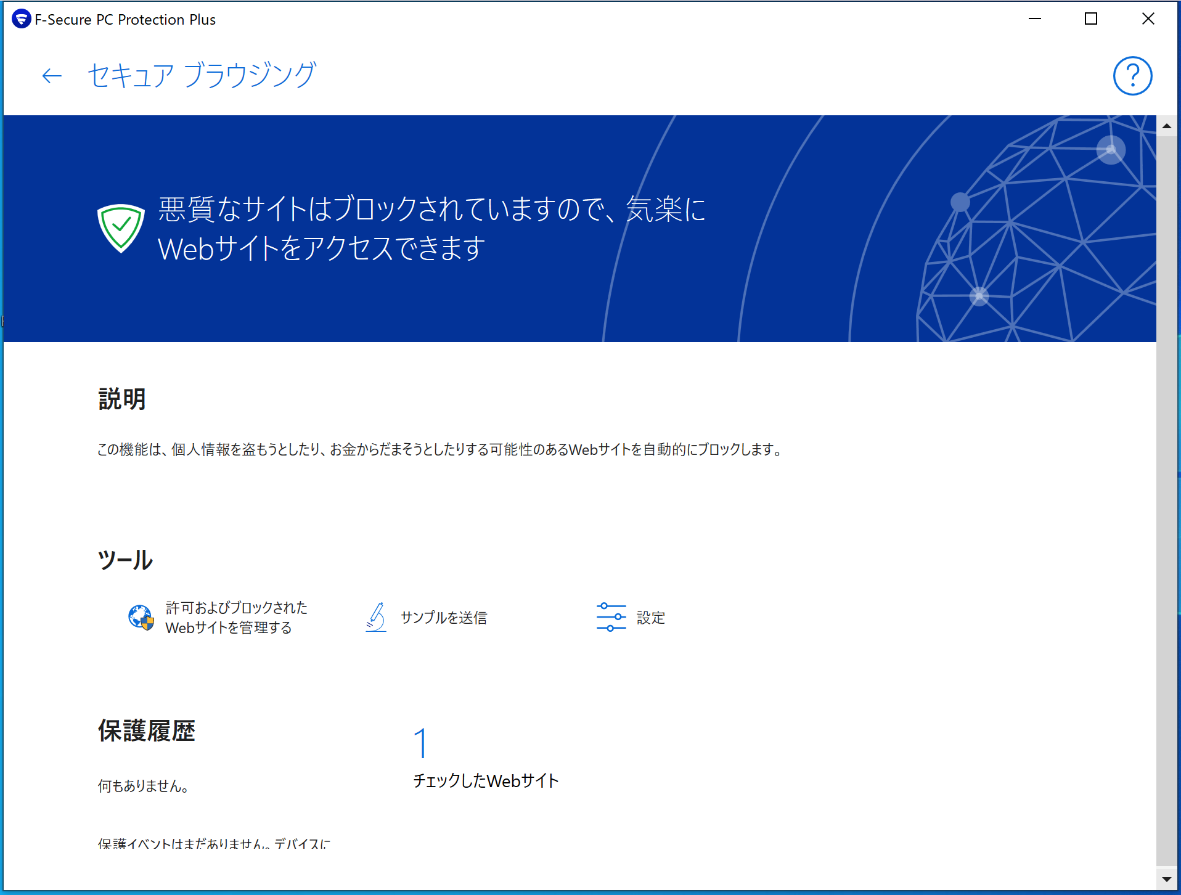 F-Secure PC Protection Plus
セキュア ブラウジング
悪質なサイトはブロックされていますので、気楽に
Webサイトをアクセスできます
説明
この機能は、個人情報を盗もうとしたり、お金からだまそうとしたりする可能性のあるWebサイトを自動的にブロックします。
ツール
許可およびブロックされた
Webサイトを管理する
サンプルを送信
設定
保護履歴
1
チェックしたWebサイト
何もありません。
保護イベントはまだありません。デバイスに